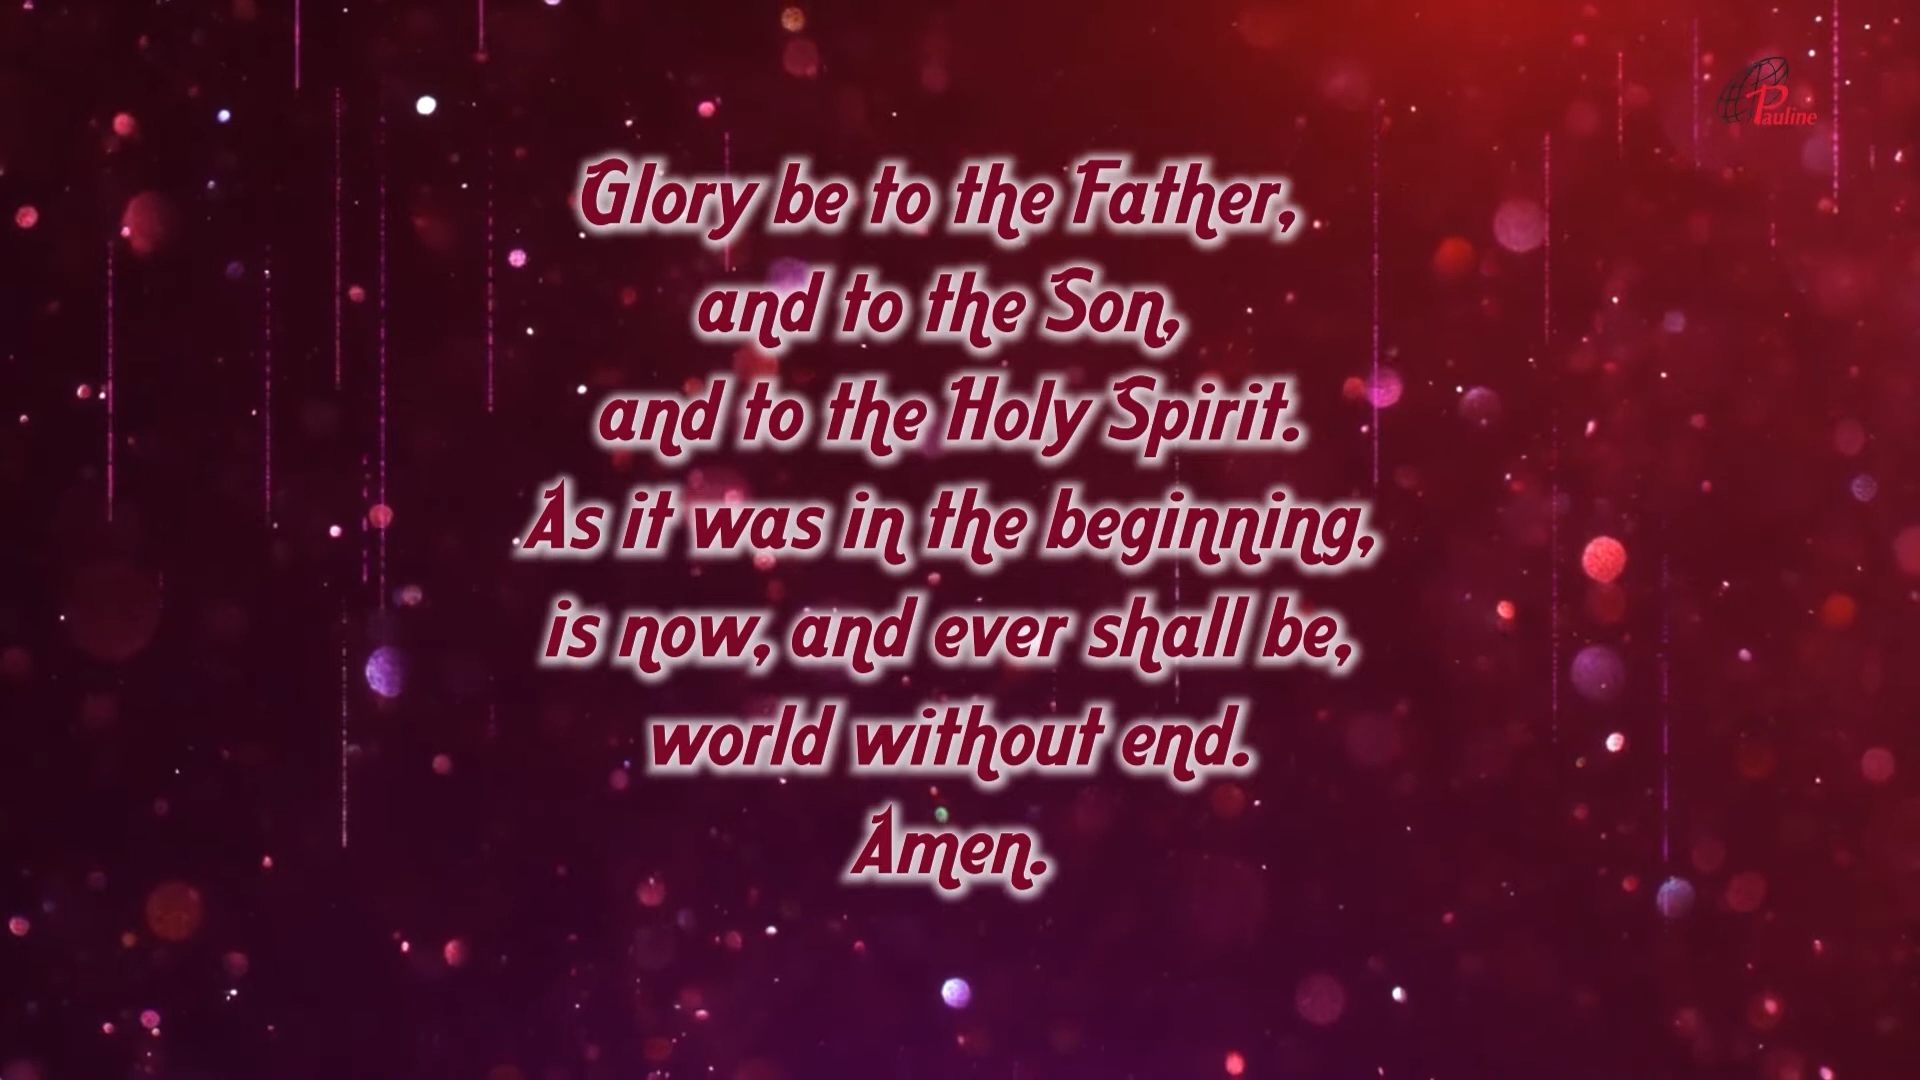 Pauline
Glory be to the Father,
and to the Son,
and to the Holy Spirit.
As it was in the beginning,
is now, and ever shall be,
world without end.
Amen.